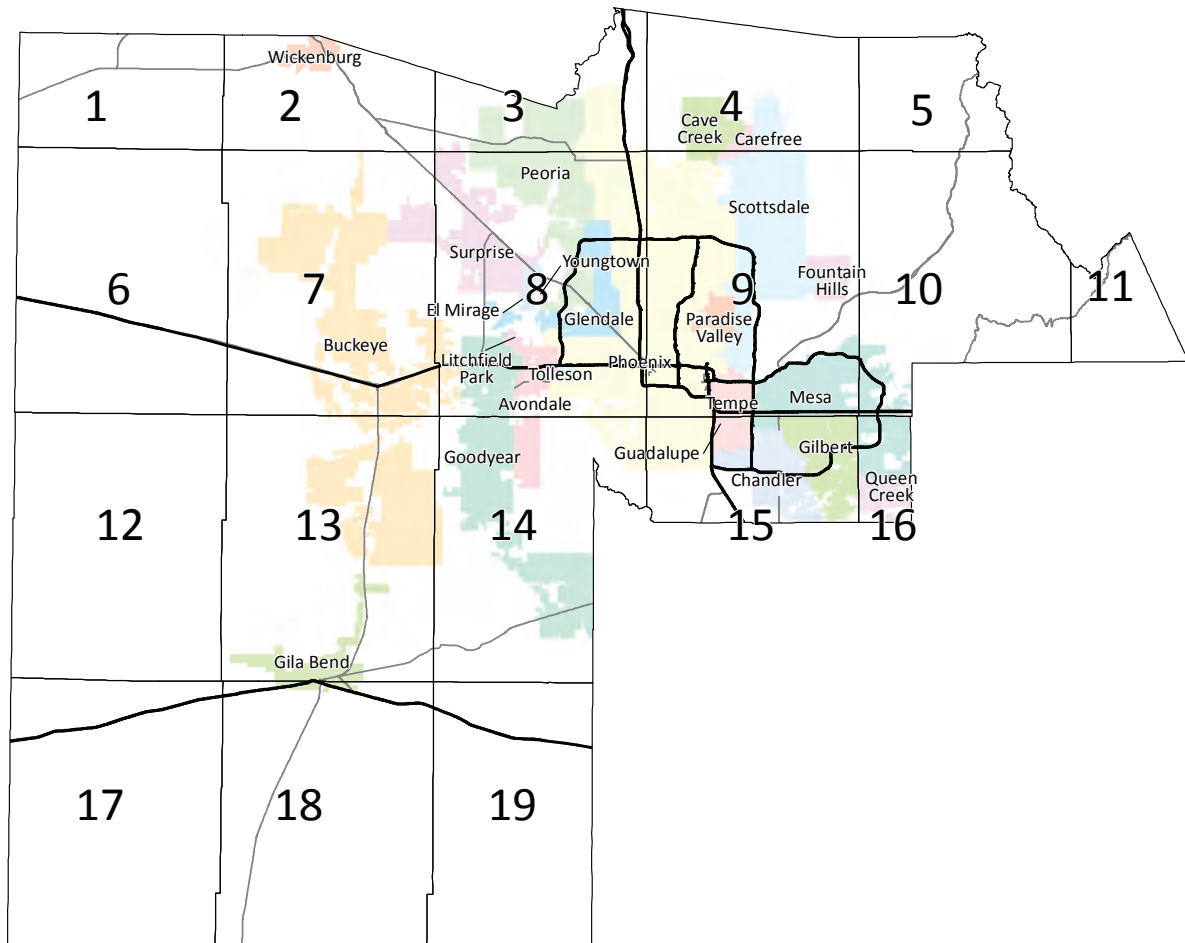 Wickenburg
1
2
3
4
5
Cave
Creek
Carefree
Peoria
Scottsdale
Surprise
Youngtown
Fountain
Hills
6
7
8
9
10
11
El Mirage
Glendale
Paradise
Valley
Buckeye
Litchfield
Park
Phoenix
Tolleson
Avondale
Tempe
Mesa
Goodyear
Guadalupe
Gilbert
Chandler
Queen
Creek
12
13
14
15
16
Gila Bend
17
18
19